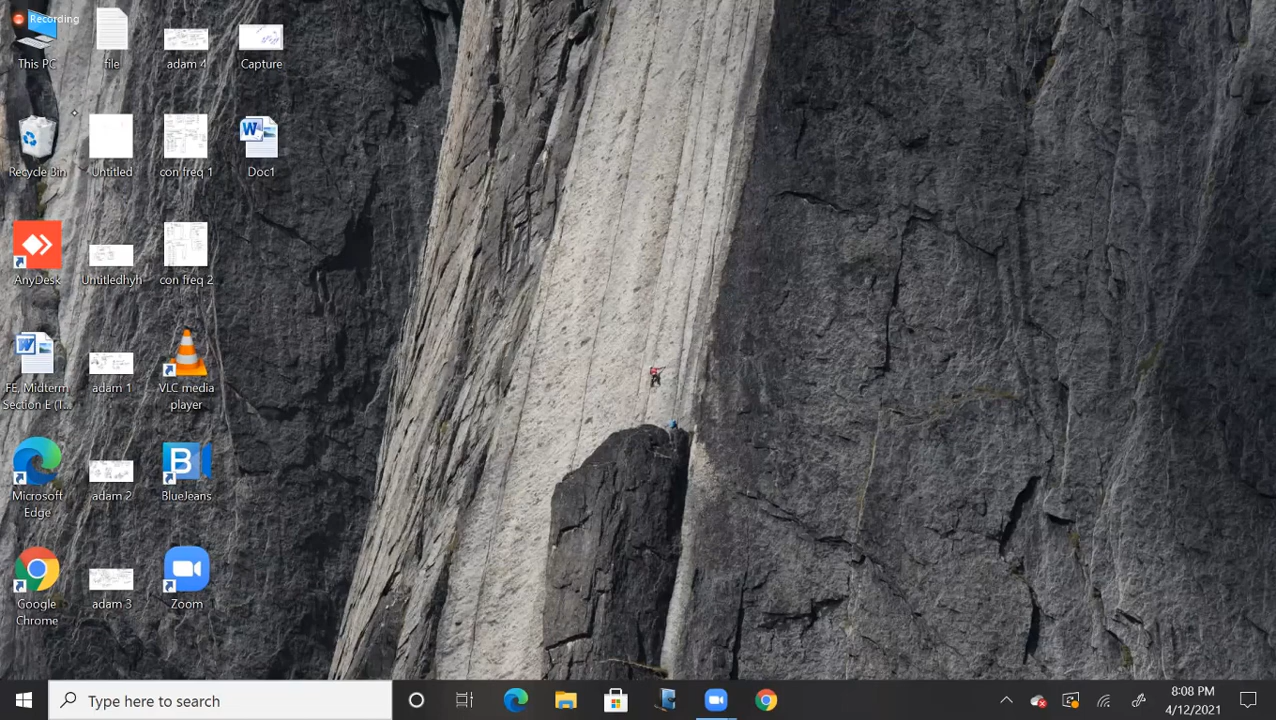 Recording
This PC
file
adam 4
Capture
Recycle Bin
Untitled
con freq 1
Doc1
AnyDesk
Untitledhyh
con freq 2
FE, Midterm
Section E (T...
adam 1
VLC media
player
Microsoft
Edge
adam 2
BlueJeans
Google
Chrome
adam 3
Zoom
Type here to search
8:08 PM
4/12/2021